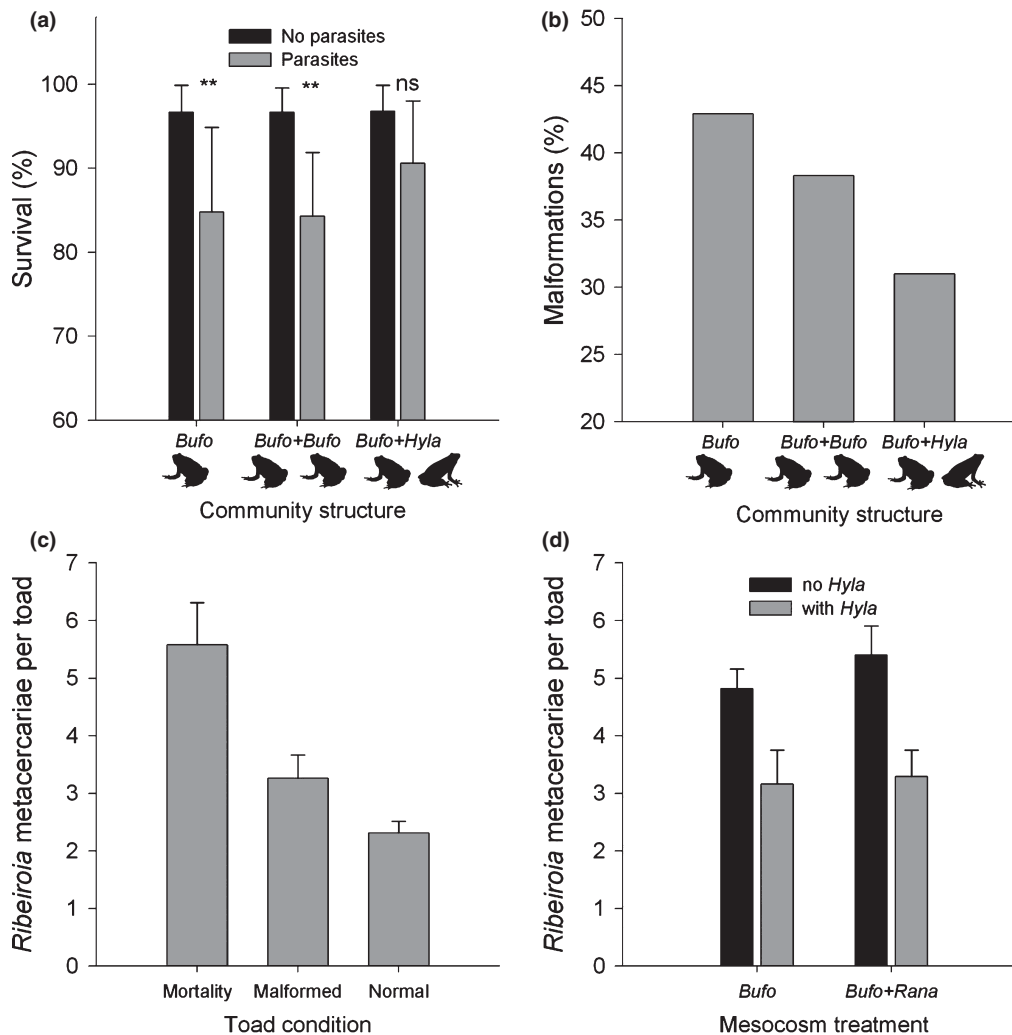 (a)
No parasites
Parasites
100
90
80
70
60
Survival (%)
**
**
ns
Bufo
Bufo+Bufo
Bufo+Hyla
Community structure
(b)
50
45
40
35
30
25
20
Malformations (%)
Bufo
Bufo+Bufo
Bufo+Hyla
Community structure
(c)
7
6
5
4
3
2
1
0
Ribeiroia metacercariae per toad
Mortality
Malformed
Normal
Toad condition
(d)
no Hyla
with Hyla
7
6
5
4
3
2
1
0
Ribeiroia metacercariae per toad
Bufo
Bufo+Rana
Mesocosm treatment